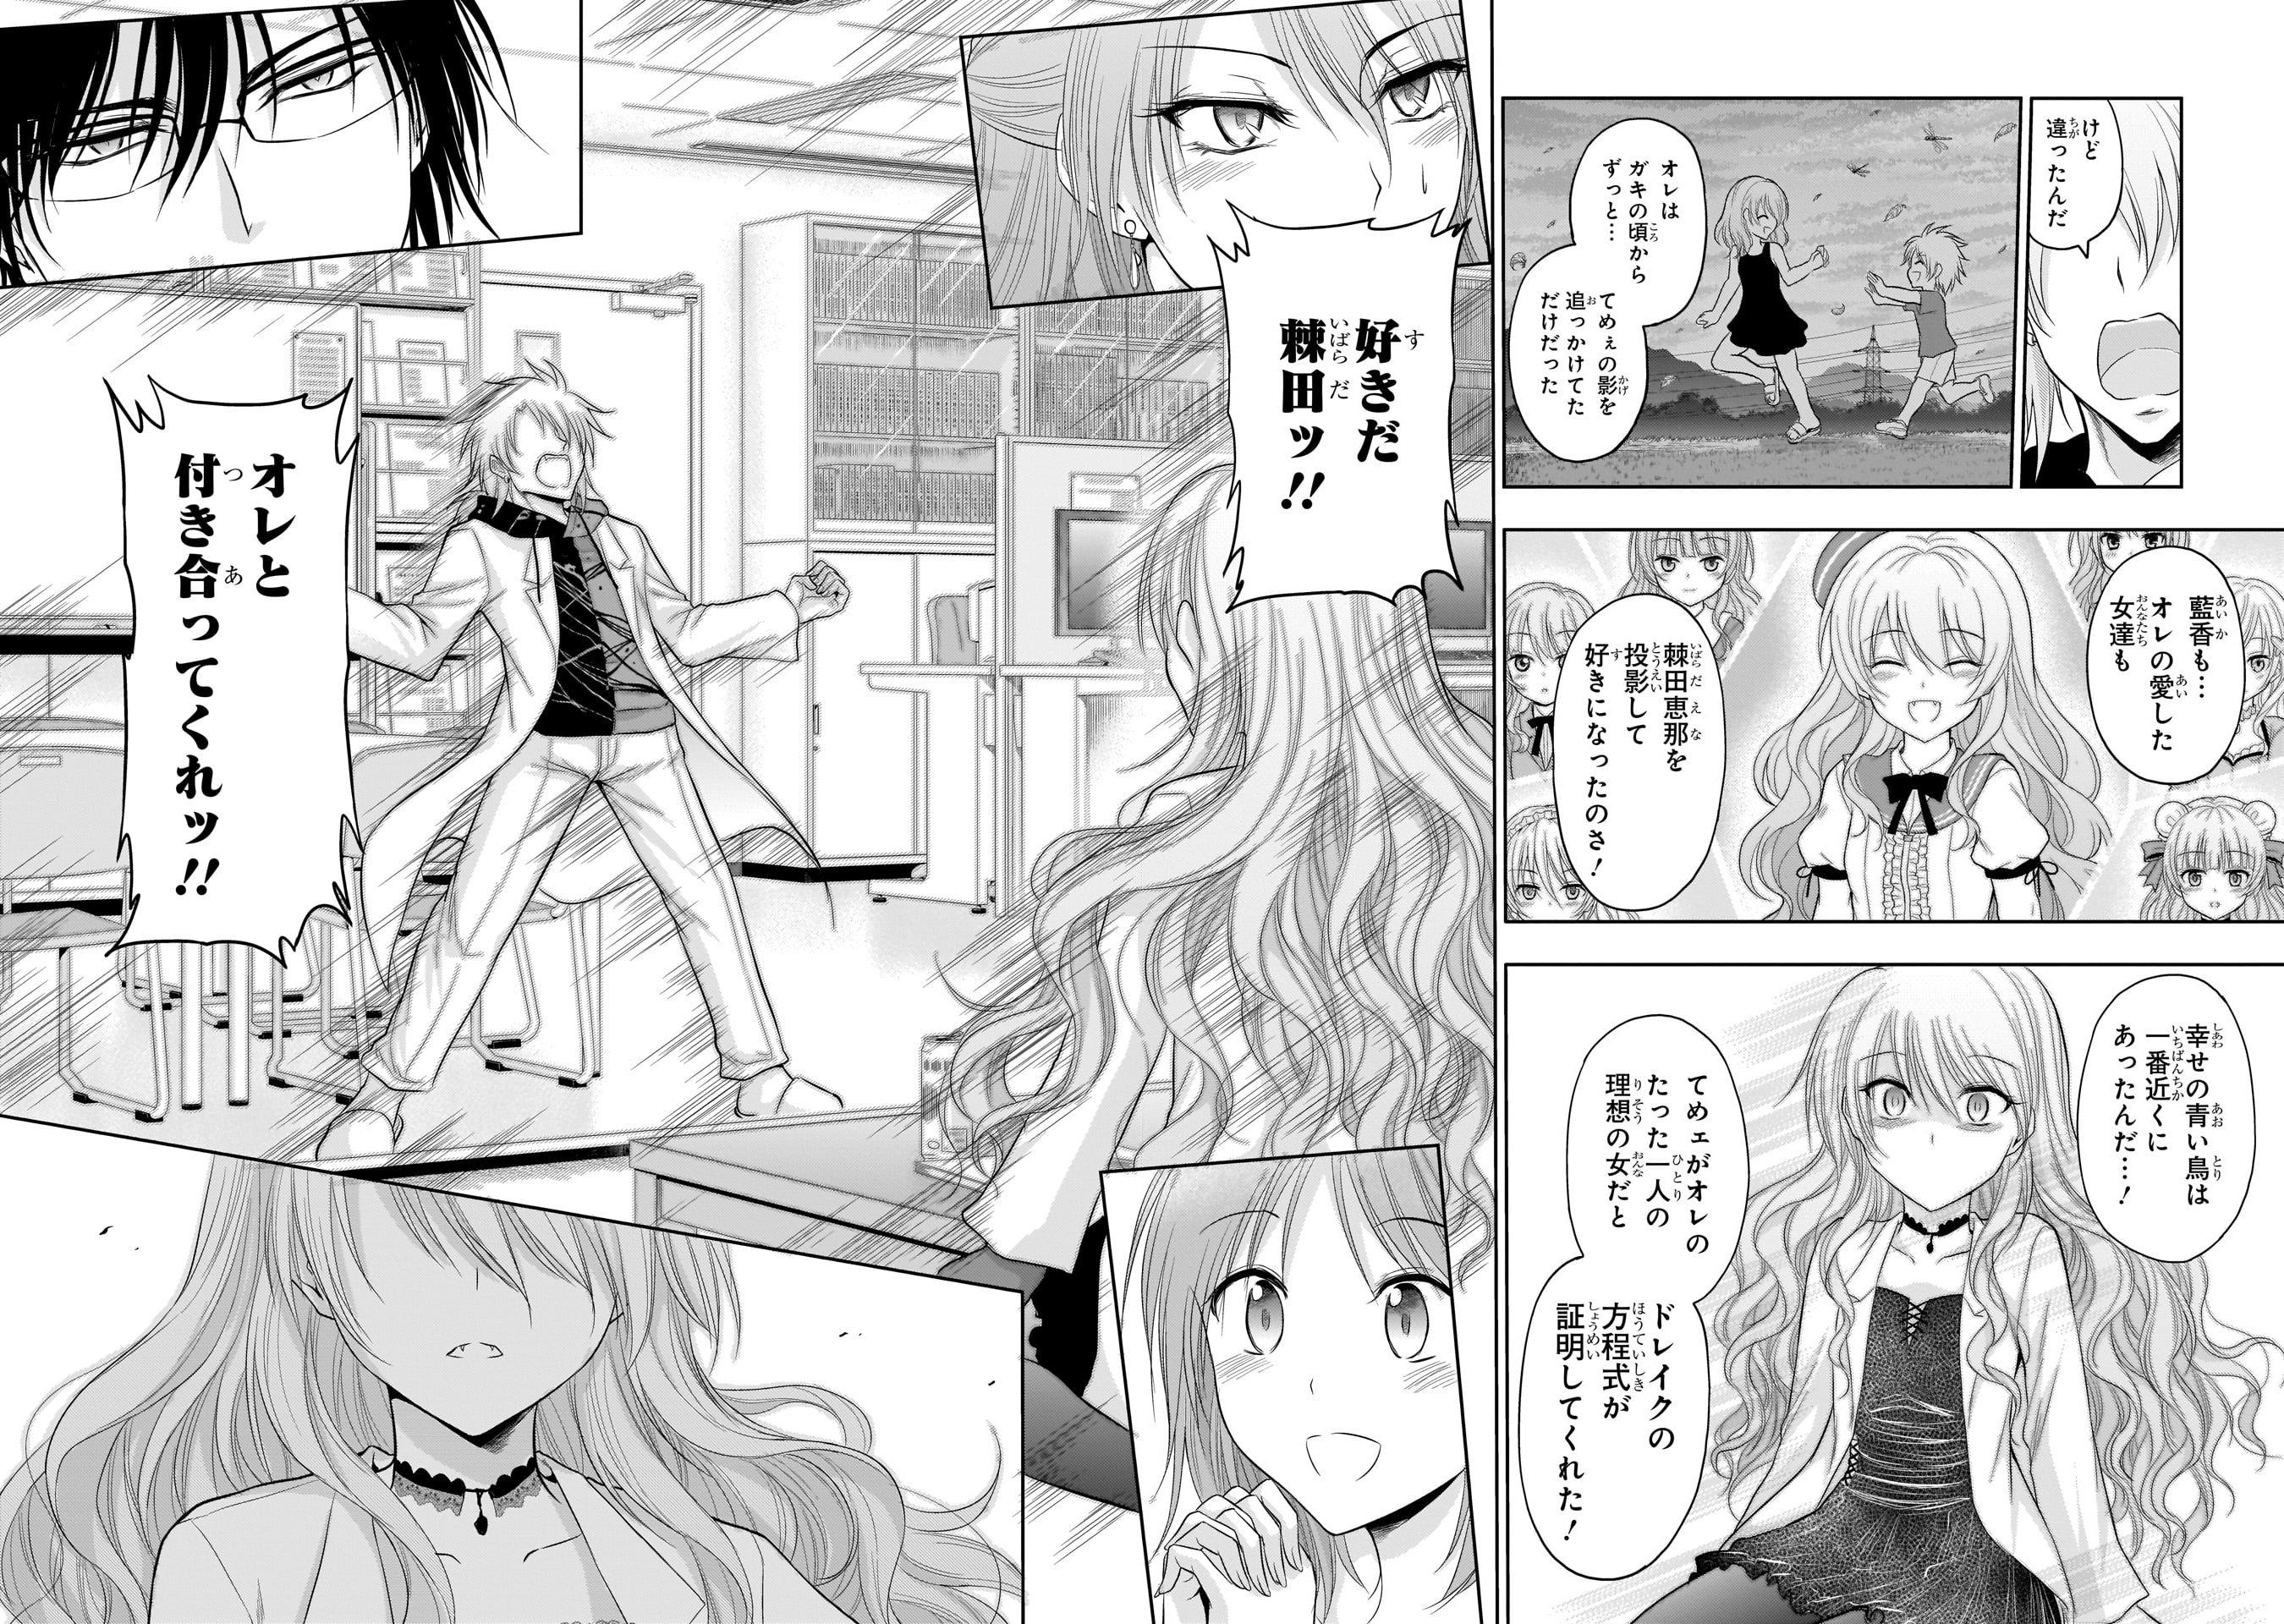 けど
違ったんだ
オレは
ガキの頃から
ずっと…
てめぇの影を
追っかけてた
だけだった
藍香も…
オレの愛した
女達も
棘田恵那を
投影して
好きになったのさ！
幸せの青い鳥は
一番近くに
あったんだ…！
てめェがオレの
たった一人の
理想の女だと
ドレイクの
方程式が
証明してくれた！
好きだ
棘田ッ!!
オレと
付き合ってくれッ!!